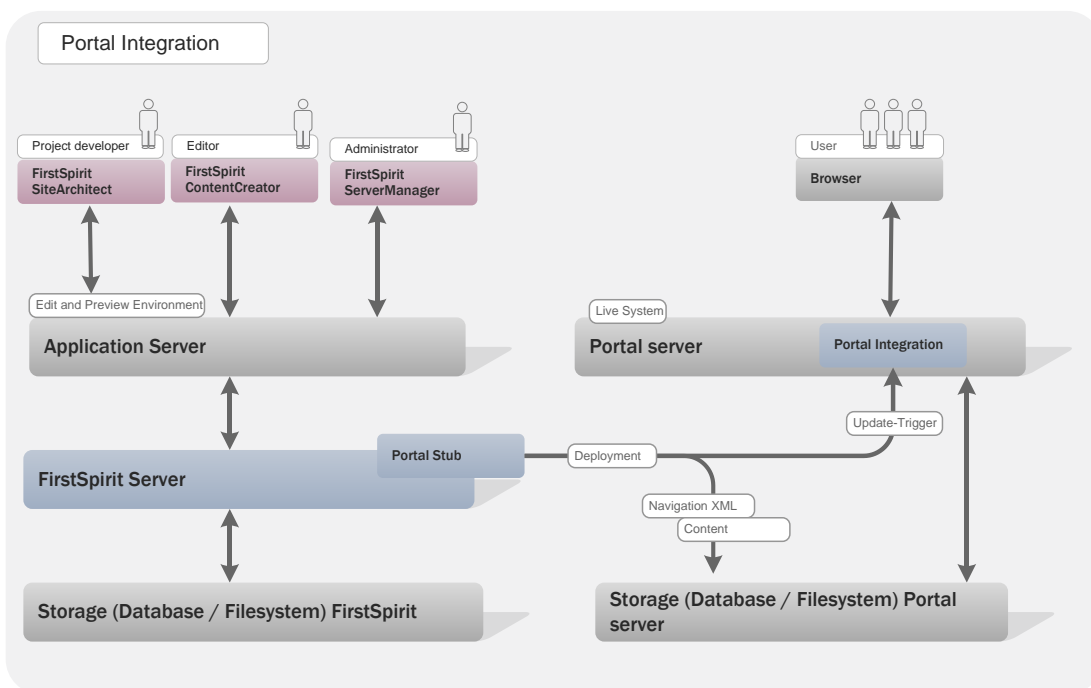 Portal Integration
Project developer
FirstSpirit
SiteArchitect
Editor
FirstSpirit
ContentCreator
Administrator
FirstSpirit
ServerManager
User
Browser
Edit and Preview Environment
Application Server
Live System
Portal server
Portal Integration
Update-Trigger
Portal Stub
FirstSpirit Server
Deployment
Navigation XML
Content
Storage (Database / Filesystem) FirstSpirit
Storage (Database / Filesystem) Portal
server